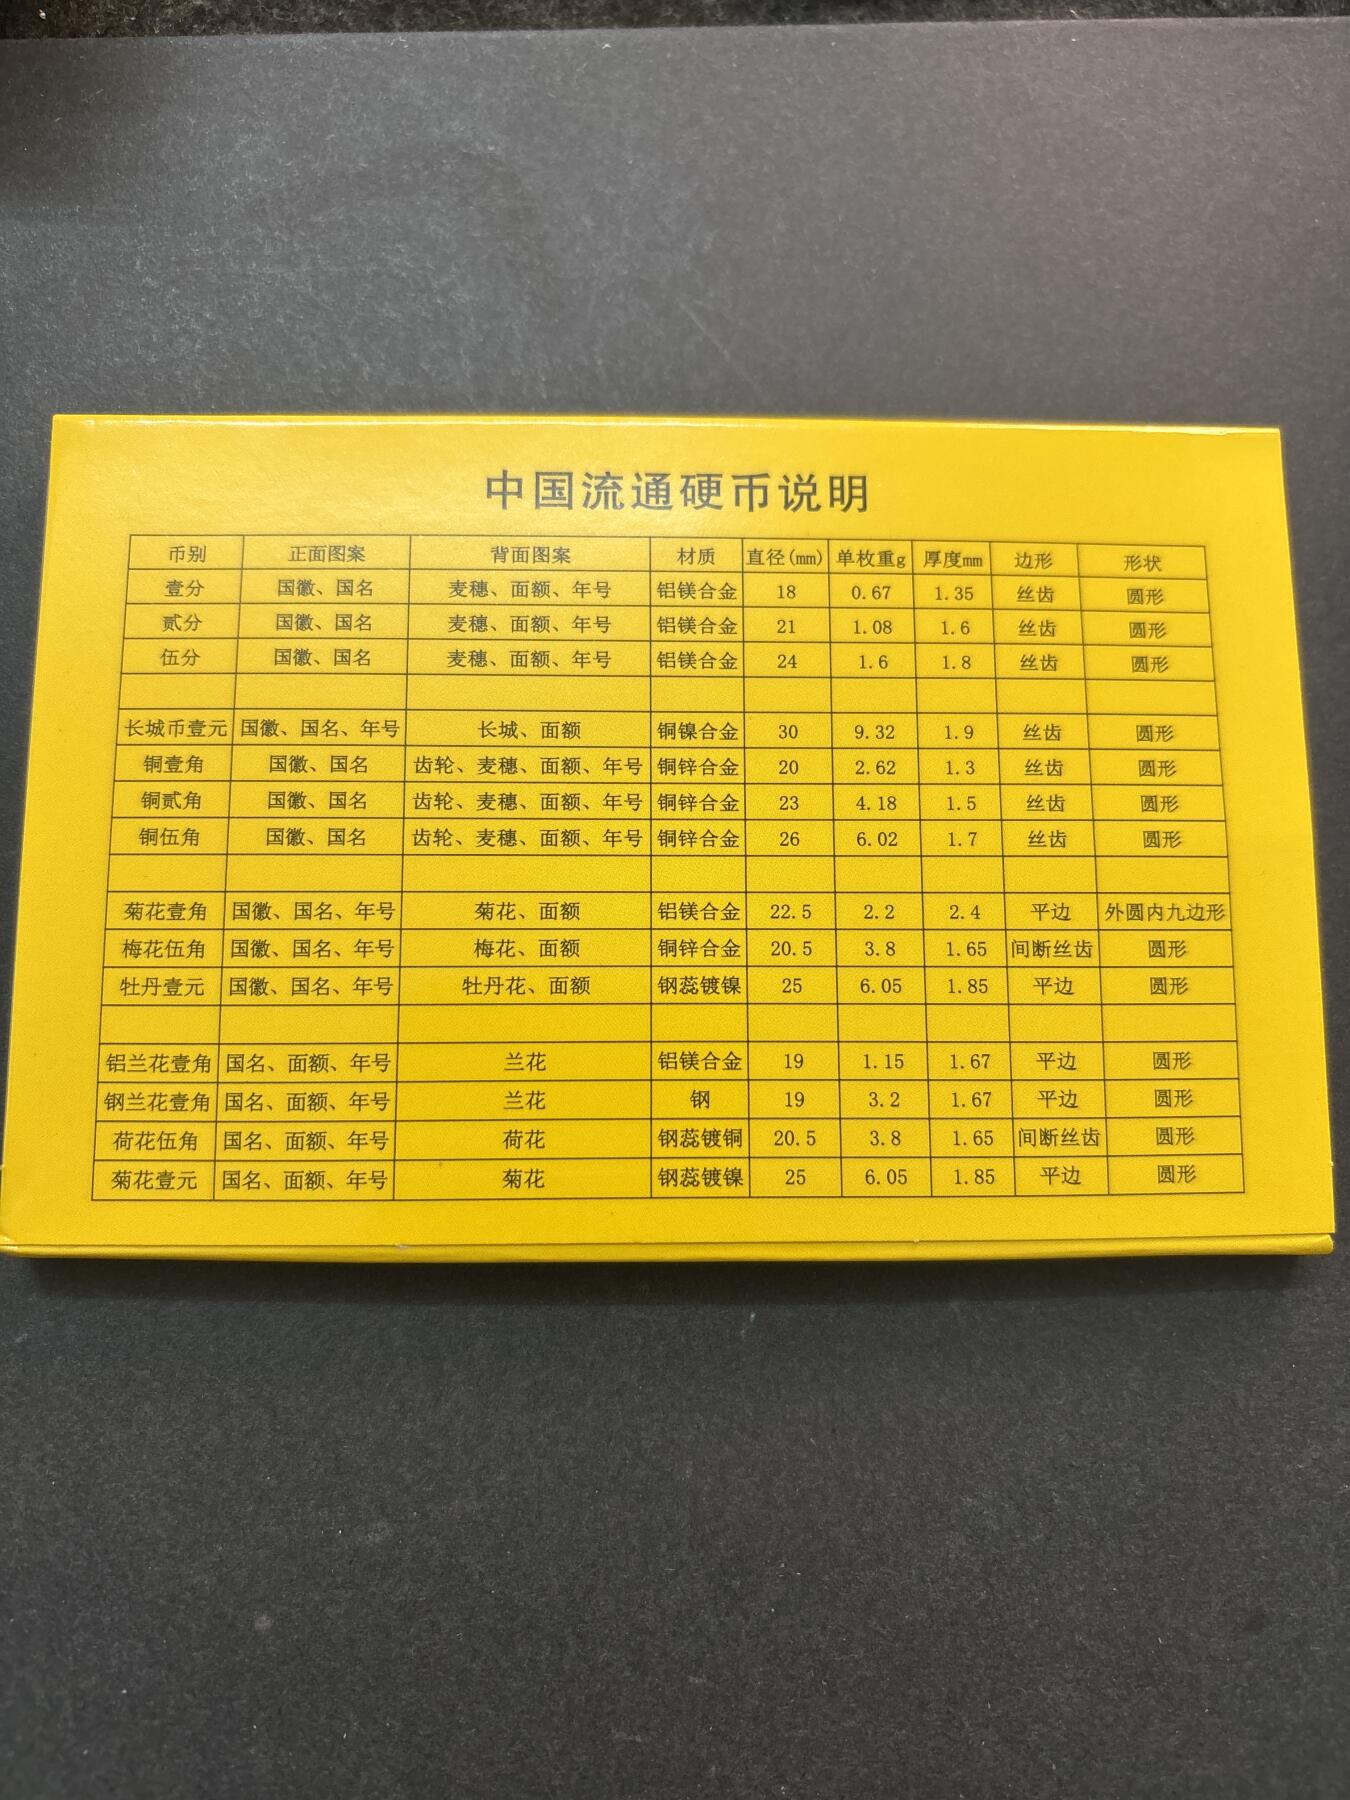 中国流通硬币说明
币别 正面图案 背面图案 材质 直径(mm) 单枚重g 厚度mm 边形 形状
壹分 国徽、国名 麦穗、面额、年号 铝镁合金 18 0.67 1.35 丝齿 圆形
贰分 国徽、国名 麦穗、面额、年号 铝镁合金 21 1.08 1.6 丝齿 圆形
伍分 国徽、国名 麦穗、面额、年号 铝镁合金 24 1.6 1.8 丝齿 圆形
长城币壹元 国徽、国名、年号 长城、面额 铜镍合金 30 9.32 1.9 丝齿 圆形
铜壹角 国徽、国名 齿轮、麦穗、面额、年号 铜锌合金 20 2.62 1.3 丝齿 圆形
铜贰角 国徽、国名 齿轮、麦穗、面额、年号 铜锌合金 23 4.18 1.5 丝齿 圆形
铜伍角 国徽、国名 齿轮、麦穗、面额、年号 铜锌合金 26 6.02 1.7 丝齿 圆形
菊花壹角 国徽、国名、年号 菊花、面额 铝镁合金 22.5 2.2 2.4 平边 外圆内九边形
梅花伍角 国徽、国名、年号 梅花、面额 铜锌合金 20.5 3.8 1.65 间断丝齿 圆形
牡丹壹元 国徽、国名、年号 牡丹花、面额 钢蕊镀镍 25 6.05 1.85 平边 圆形
铝兰花壹角 国名、面额、年号 兰花 铝镁合金 19 1.15 1.67 平边 圆形
钢兰花壹角 国名、面额、年号 兰花 钢 19 3.2 1.67 平边 圆形
荷花伍角 国名、面额、年号 荷花 钢蕊镀铜 20.5 3.8 1.65 间断丝齿 圆形
菊花壹元 国名、面额、年号 菊花 钢蕊镀镍 25 6.05 1.85 平边 圆形